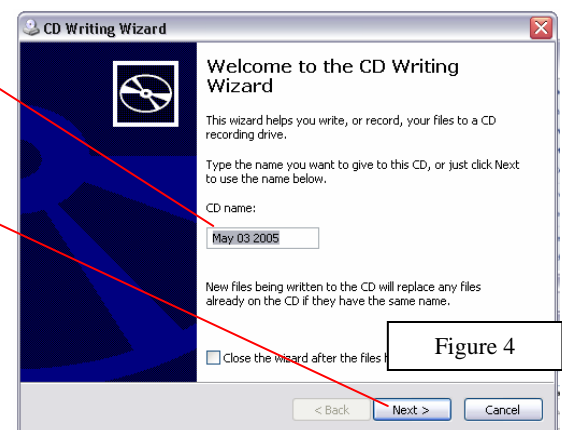 CD Writing Wizard
Welcome to the CD Writing
Wizard
This wizard helps you write, or record, your files to a CD
recording drive.
Type the name you want to give to this CD, or just click Next
to use the name below.
CD name:
May 03 2005
New files being written to the CD will replace any files
already on the CD if they have the same name.
Close the wizard after the files
Figure 4
< Back
Next >
Cancel